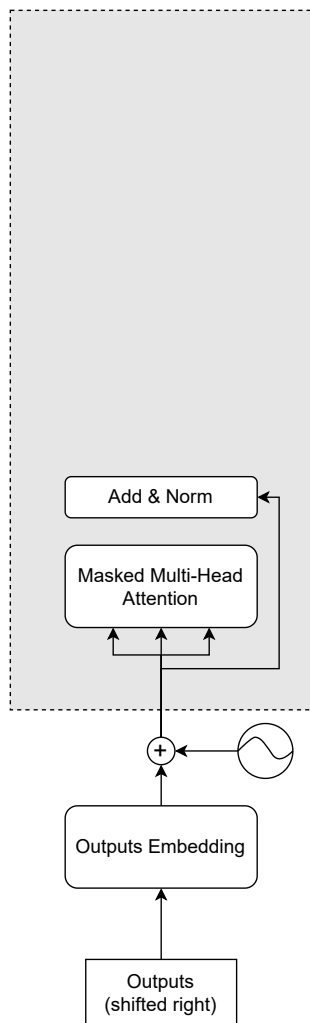 Add & Norm
Masked Multi-Head
Attention
+
Outputs Embedding
Outputs
(shifted right)